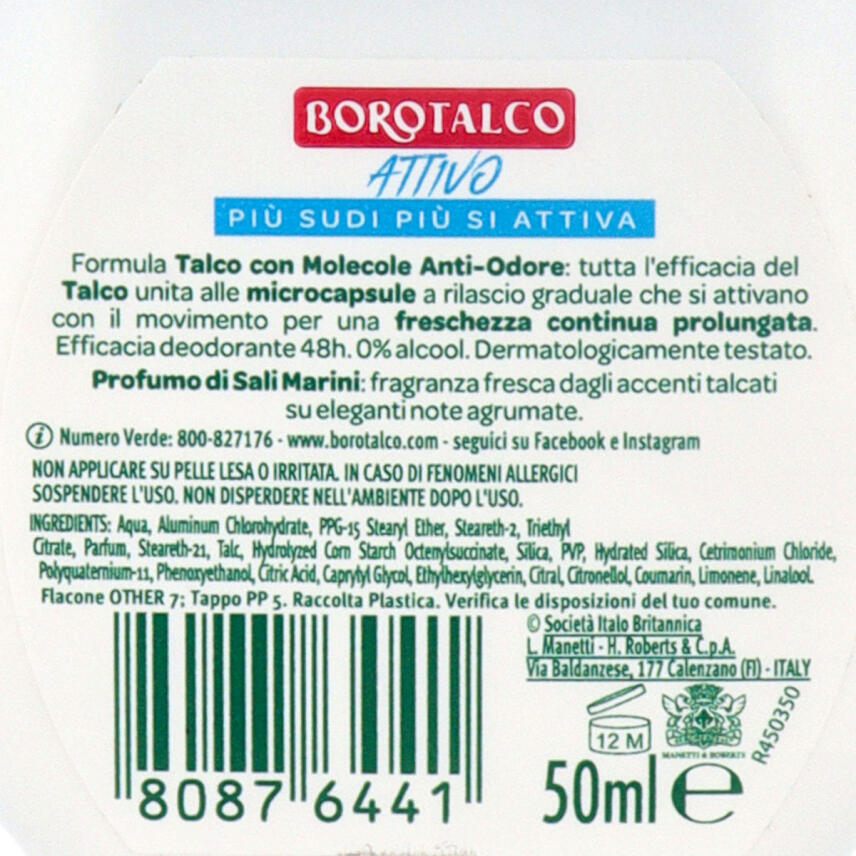 BOROTALCO
ATTIVO
PIÙ SUDI PIÙ SI ATTIVA
Formula Talco con Molecole Anti-Odore: tutta l'efficacia del
Talco unita alle microcapsule a rilascio graduale che si attivano
con il movimento per una freschezza continua prolungata.
Efficacia deodorante 48h. 0% alcool. Dermatologicamente testato.
Profumo di Sali Marini: fragranza fresca dagli accenti talcati
su eleganti note agrumate.
i Numero Verde: 800-827176 - www.borotalco.com - seguici su Facebook e Instagram
NON APPLICARE SU PELLE LESA O IRRITATA. IN CASO DI FENOMENI ALLERGICI
SOSPENDERE L'USO. NON DISPERDERE NELL'AMBIENTE DOPO L'USO.
INGREDIENTS: Aqua, Aluminum Chlorohydrate, PPG-15 Stearyl Ether, Steareth-2, Triethyl
Citrate, Parfum, Steareth-21, Talc, Hydrolyzed Corn Starch Octenylsuccinate, Silica, PVP, Hydrated Silica, Cetrimonium Chloride,
Polyquaternium-11, Phenoxyethanol, Citric Acid, Caprylyl Glycol, Ethylhexylglycerin, Citral, Citronellol, Coumarin, Limonene, Linalool.
Flacone OTHER 7; Tappo PP 5. Raccolta Plastica. Verifica le disposizioni del tuo comune.
© Società Italo Britannica
L. Manetti - H. Roberts & C.p.A.
Via Baldanzese, 177 Calenzano (FI) - ITALY
12 M
MANETTI & ROBERTS
R450350
8087 6441
50ml e